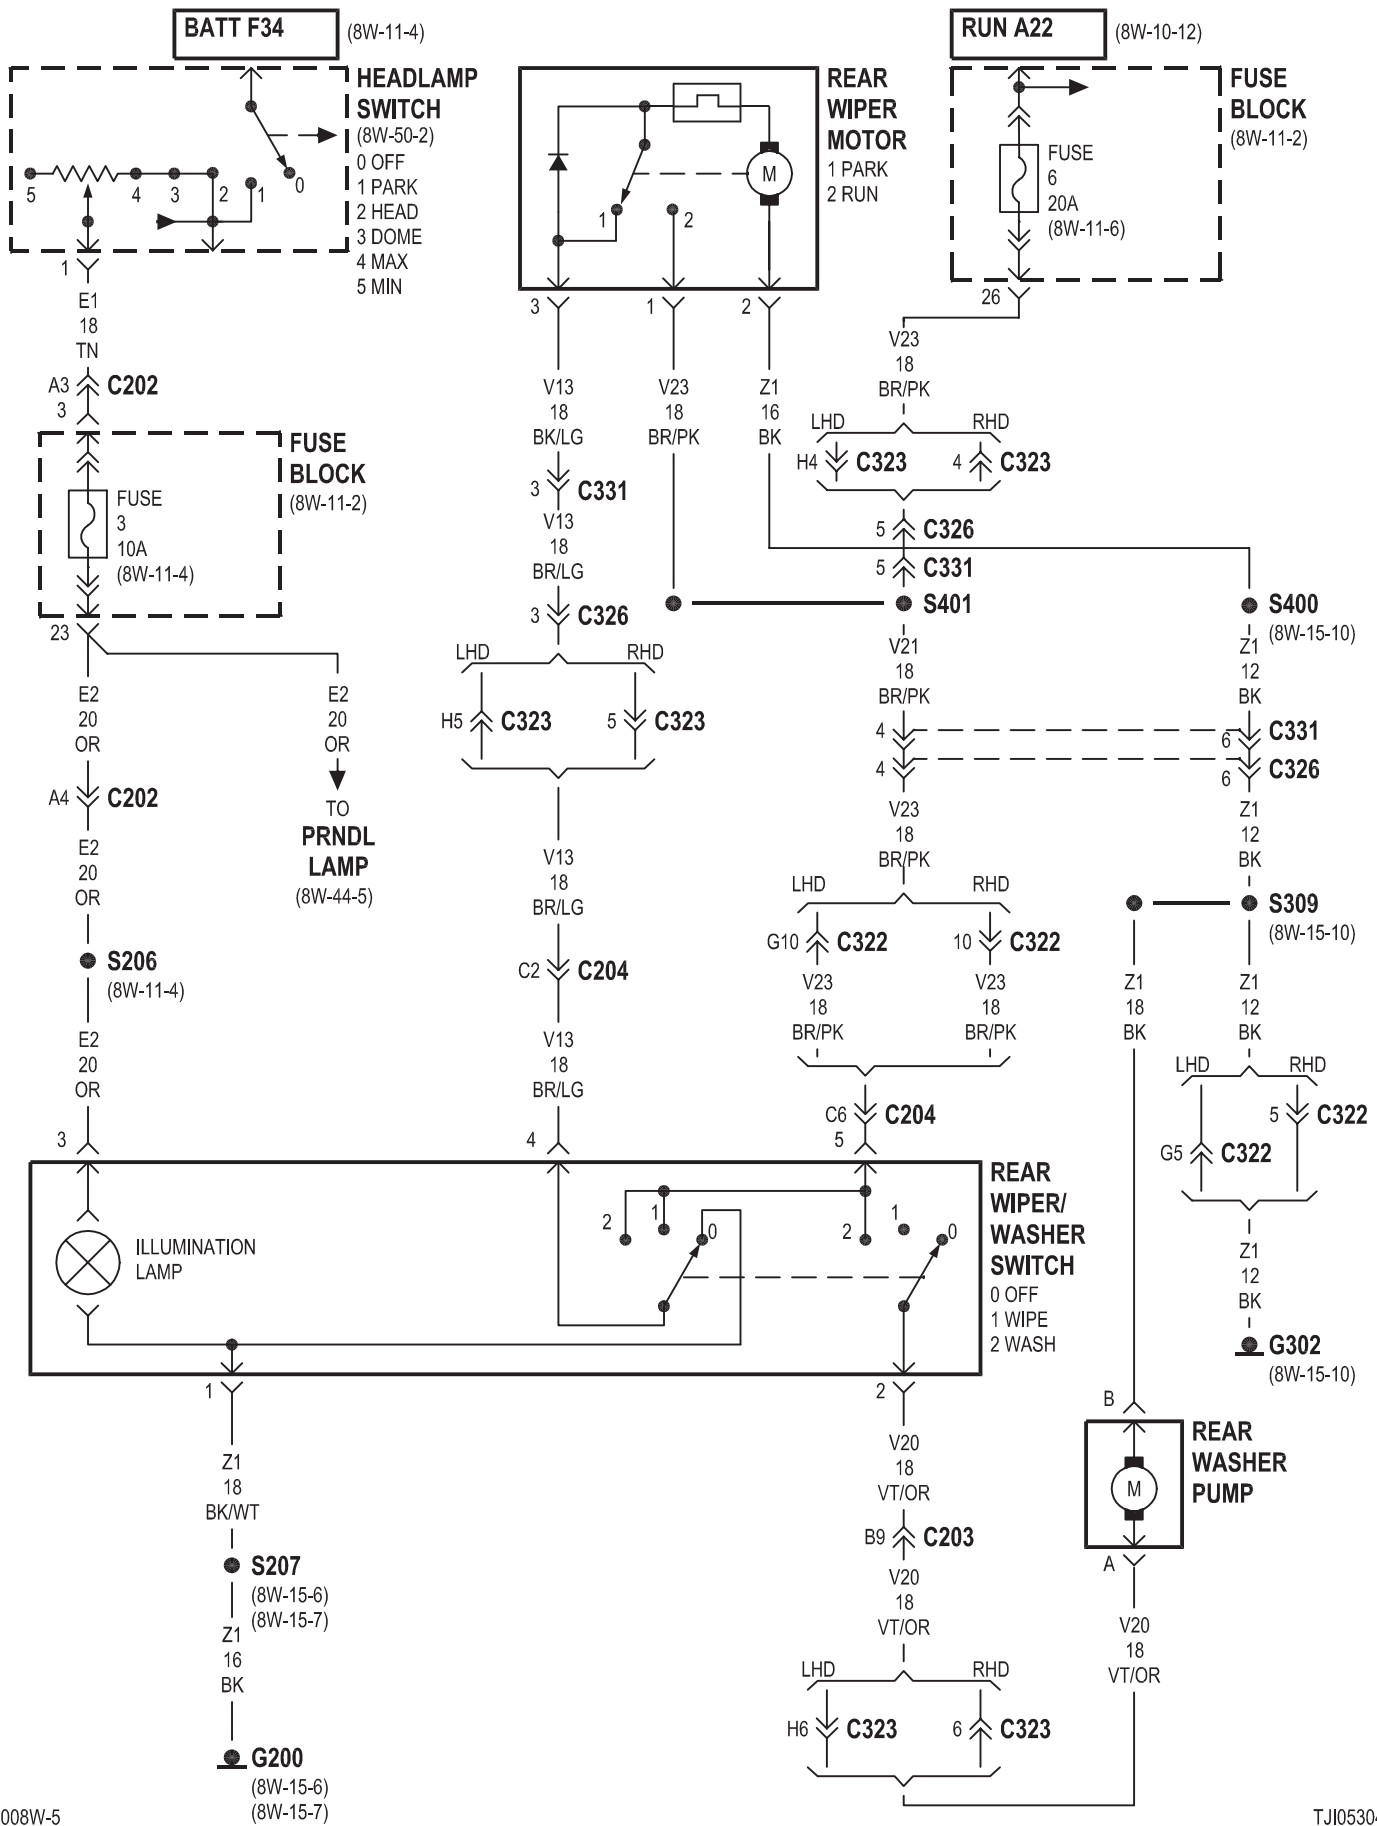 BATT F34
(8W-11-4)
RUN A22
(8W-10-12)
HEADLAMP
SWITCH
(8W-50-2)
0 OFF
1 PARK
2 HEAD
3 DOME
4 MAX
5 MIN
5
4
3
2
1
0
1
REAR
WIPER
MOTOR
1 PARK
2 RUN
M
1
2
3
1
2
FUSE
BLOCK
(8W-11-2)
FUSE
6
20A
(8W-11-6)
26
E1
18
TN
A3
C202
3
FUSE
BLOCK
(8W-11-2)
FUSE
3
10A
(8W-11-4)
23
E2
20
OR
E2
20
OR
TO
PRNDL
LAMP
(8W-44-5)
A4
C202
E2
20
OR
S206
(8W-11-4)
E2
20
OR
3
V13
18
BK/LG
3
C331
V13
18
BR/LG
3
C326
LHD
RHD
H5
C323
5
C323
V13
18
BR/LG
C2
C204
V13
18
BR/LG
4
V23
18
BR/PK
Z1
16
BK
V23
18
BR/PK
LHD
RHD
H4
C323
4
C323
5
C326
5
C331
S401
V21
18
BR/PK
4
4
V23
18
BR/PK
LHD
RHD
G10
C322
10
C322
V23
18
BR/PK
V23
18
BR/PK
C6
C204
5
S400
(8W-15-10)
Z1
12
BK
6
C331
6
C326
Z1
12
BK
S309
(8W-15-10)
Z1
18
BK
Z1
12
BK
LHD
RHD
5
C322
G5
C322
Z1
12
BK
G302
(8W-15-10)
ILLUMINATION
LAMP
2
1
0
2
1
0
REAR
WIPER/
WASHER
SWITCH
0 OFF
1 WIPE
2 WASH
1
2
Z1
18
BK/WT
S207
(8W-15-6)
(8W-15-7)
Z1
16
BK
G200
(8W-15-6)
(8W-15-7)
V20
18
VT/OR
B9
C203
V20
18
VT/OR
LHD
RHD
H6
C323
6
C323
B
REAR
WASHER
PUMP
M
A
V20
18
VT/OR
008W-5
TJI0530